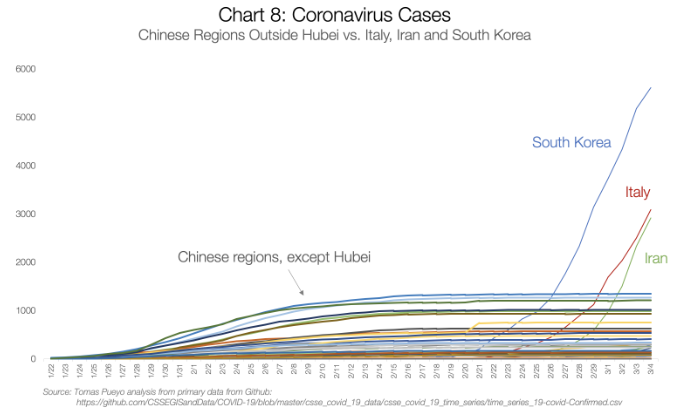 Chart 8: Coronavirus Cases
Chinese Regions Outside Hubei vs. Italy, Iran and South Korea
6000
5000
4000
3000
2000
1000
0
South Korea
Italy
Iran
Chinese regions, except Hubei
1/22 1/23 1/24 1/25 1/26 1/27 1/28 1/29 1/30 1/31 2/1 2/2 2/3 2/4 2/5 2/6 2/7 2/8 2/9 2/10 2/11 2/12 2/13 2/14 2/15 2/16 2/17 2/18 2/19 2/20 2/21 2/22 2/23 2/24 2/25 2/26 2/27 2/28 2/29 3/1 3/2 3/3 3/4
Source: Tomas Pueyo analysis from primary data from Github:
https://github.com/CSSEGISandData/COVID-19/blob/master/csse_covid_19_data/csse_covid_19_time_series/time_series_19-covid-Confirmed.csv